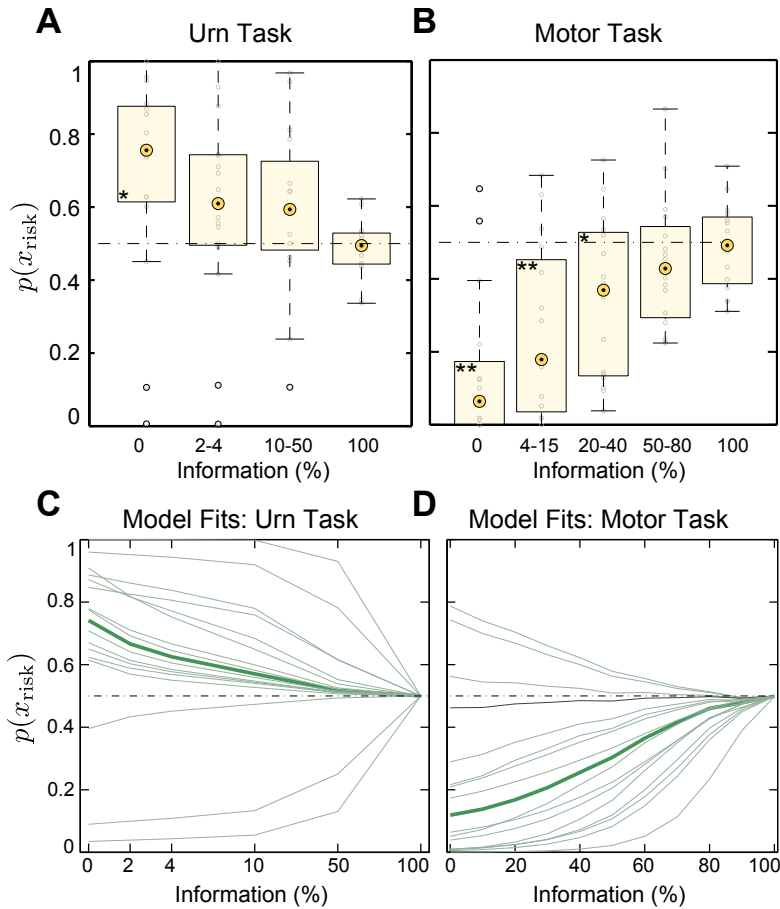 A
Urn Task
B
Motor Task
1
0.8
0.6
0.4
0.2
0
p(x_risk)
*
**
**
*
0 2-4 10-50 100
0 4-15 20-40 50-80 100
Information (%)
Information (%)
C
Model Fits: Urn Task
D
Model Fits: Motor Task
1
0.8
0.6
0.4
0.2
0
p(x_risk)
0 2 4 10 50 100
0 20 40 60 80 100
Information (%)
Information (%)